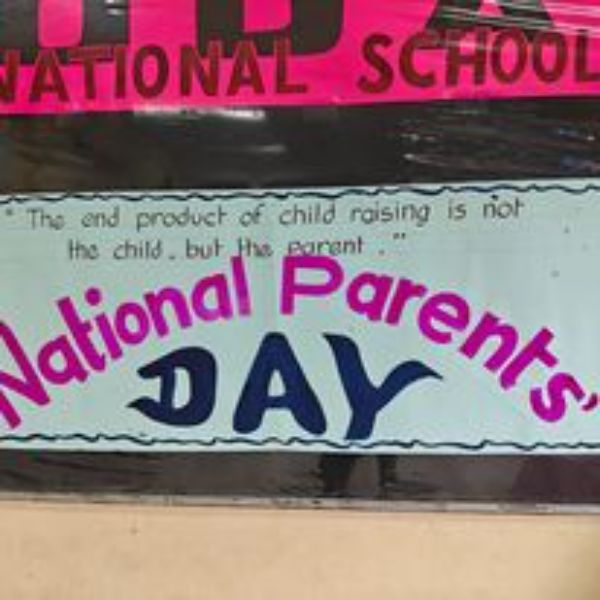 NATIONAL SCHOOL
" The end product of child raising is not
the child . but the parent . "
National Parents'
DAY